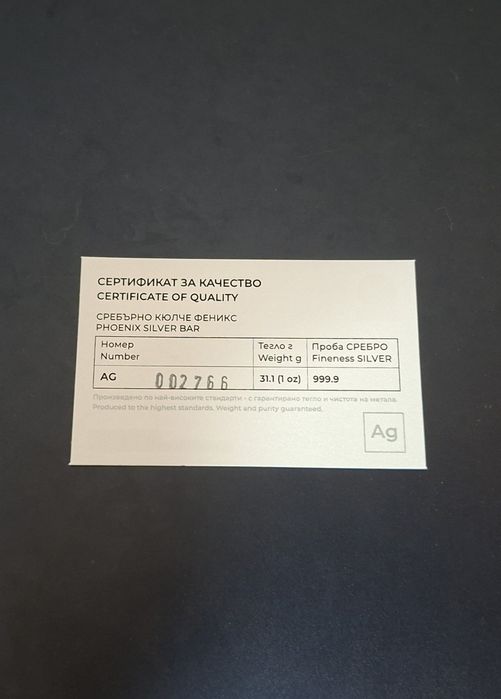 СЕРТИФИКАТ ЗА КАЧЕСТВО
CERTIFICATE OF QUALITY
СРЕБЪРНО КЮЛЧЕ ФЕНИКС
PHOENIX SILVER BAR
Номер Тегло г Проба СРЕБРО
Number Weight g Fineness SILVER
AG 002766 31.1 (1 oz) 999.9
Произведено по най-високите стандарти - с гарантирано тегло и чистота на метала.
Produced to the highest standards. Weight and purity guaranteed.
Ag